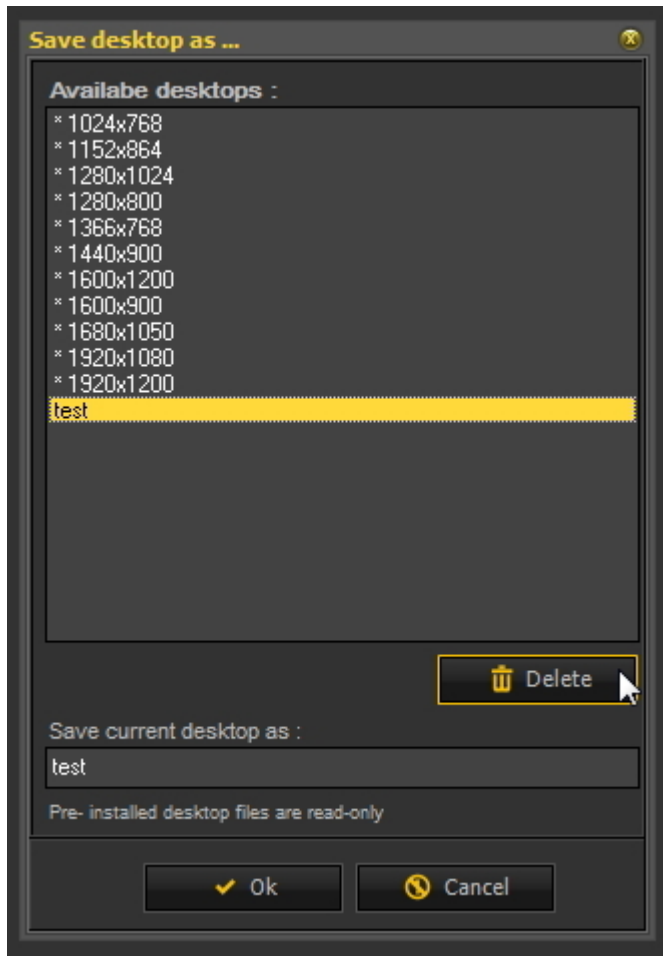 Save desktop as ...
Availabe desktops :
* 1024x768
* 1152x864
* 1280x1024
* 1280x800
* 1366x768
* 1440x900
* 1600x1200
* 1600x900
* 1680x1050
* 1920x1080
* 1920x1200
test
Delete
Save current desktop as :
test
Pre- installed desktop files are read-only
Ok
Cancel